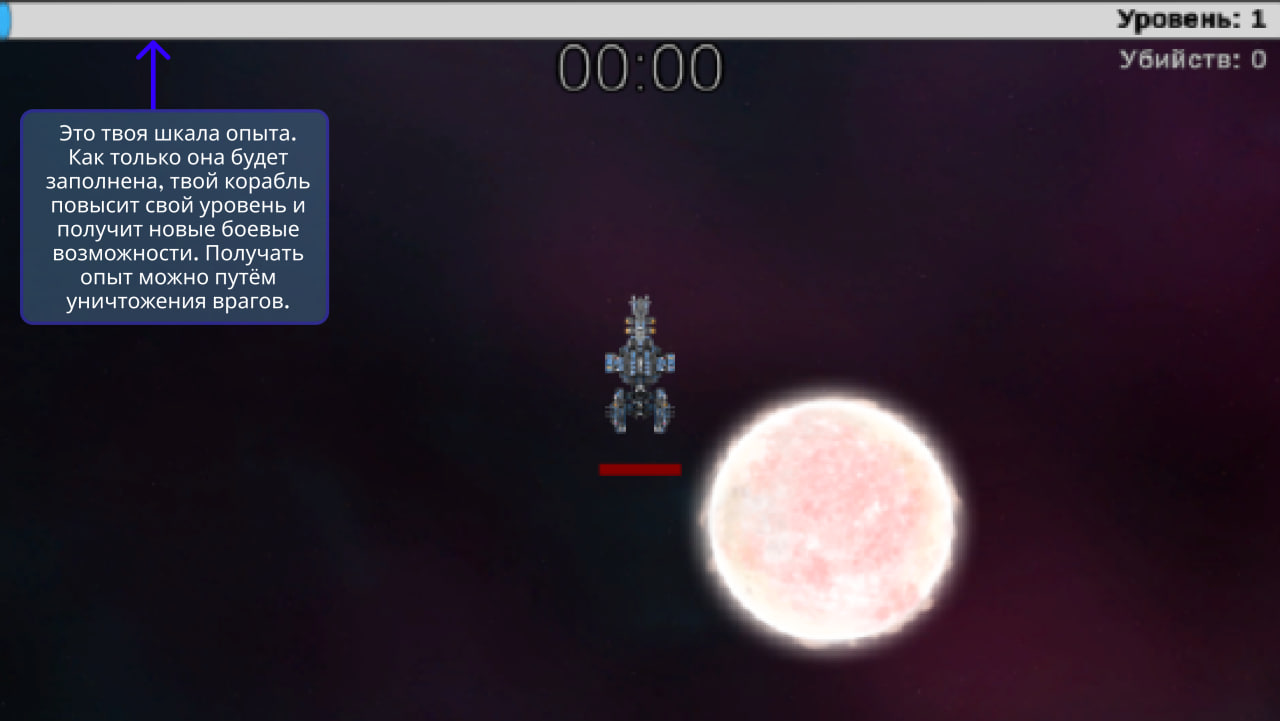 Уровень: 1
00:00
Убийств: 0
Это твоя шкала опыта.
Как только она будет
заполнена, твой корабль
повысит свой уровень и
получит новые боевые
возможности. Получать
опыт можно путём
уничтожения врагов.